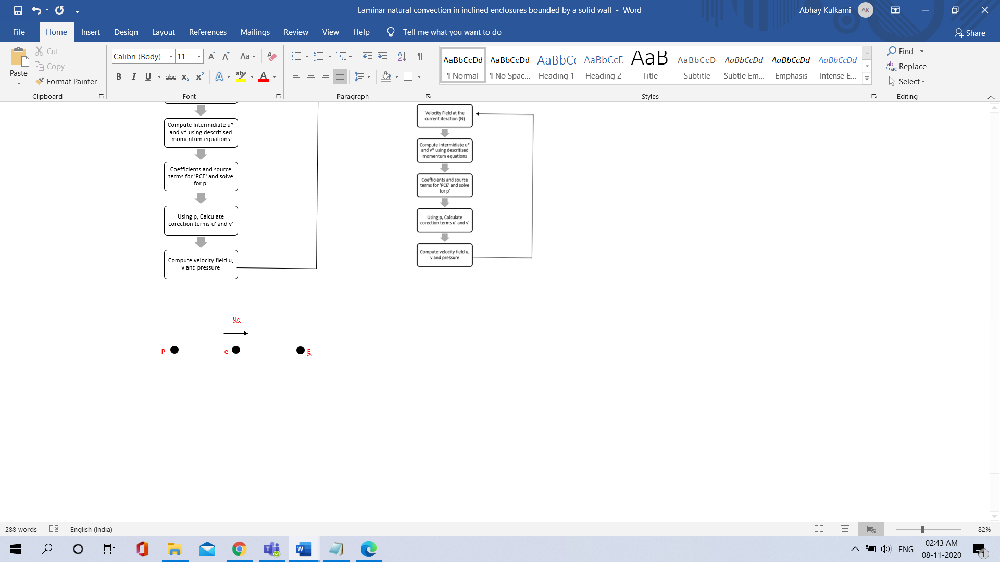 Laminar natural convection in inclined enclosures bounded by a solid wall - Word
Abhay Kulkarni
AK
File Home Insert Design Layout References Mailings Review View Help Tell me what you want to do
Share
Paste
Cut
Copy
Format Painter
Clipboard
Calibri (Body) 11
Aa
B I U abc x₂ x² A A
Font
Paragraph
AaBbCcDd AaBbCcDd AaBbCc AaBbCcD AaB AaBbCcD AaBbCcDd AaBbCcDd AaBbCcDd
¶ Normal ¶ No Spac... Heading 1 Heading 2 Title Subtitle Subtle Em... Emphasis Intense E...
Styles
Find
Replace
Select
Editing
Compute Intermidiate u*
and v* using descritised
momentum equations
Coefficients and source
terms for 'PCE' and solve
for p'
Using p, Calculate
corection terms u' and v'
Compute velocity field u,
v and pressure
Velocity Field at the
current iteration (N)
Compute Intermidiate u*
and v* using descritised
momentum equations
Coefficients and source
terms for 'PCE' and solve
for p'
Using p, Calculate
corection terms u' and v'
Compute velocity field u,
v and pressure
uₑ
P e E
288 words English (India)
82%
ENG
02:43 AM
08-11-2020
1